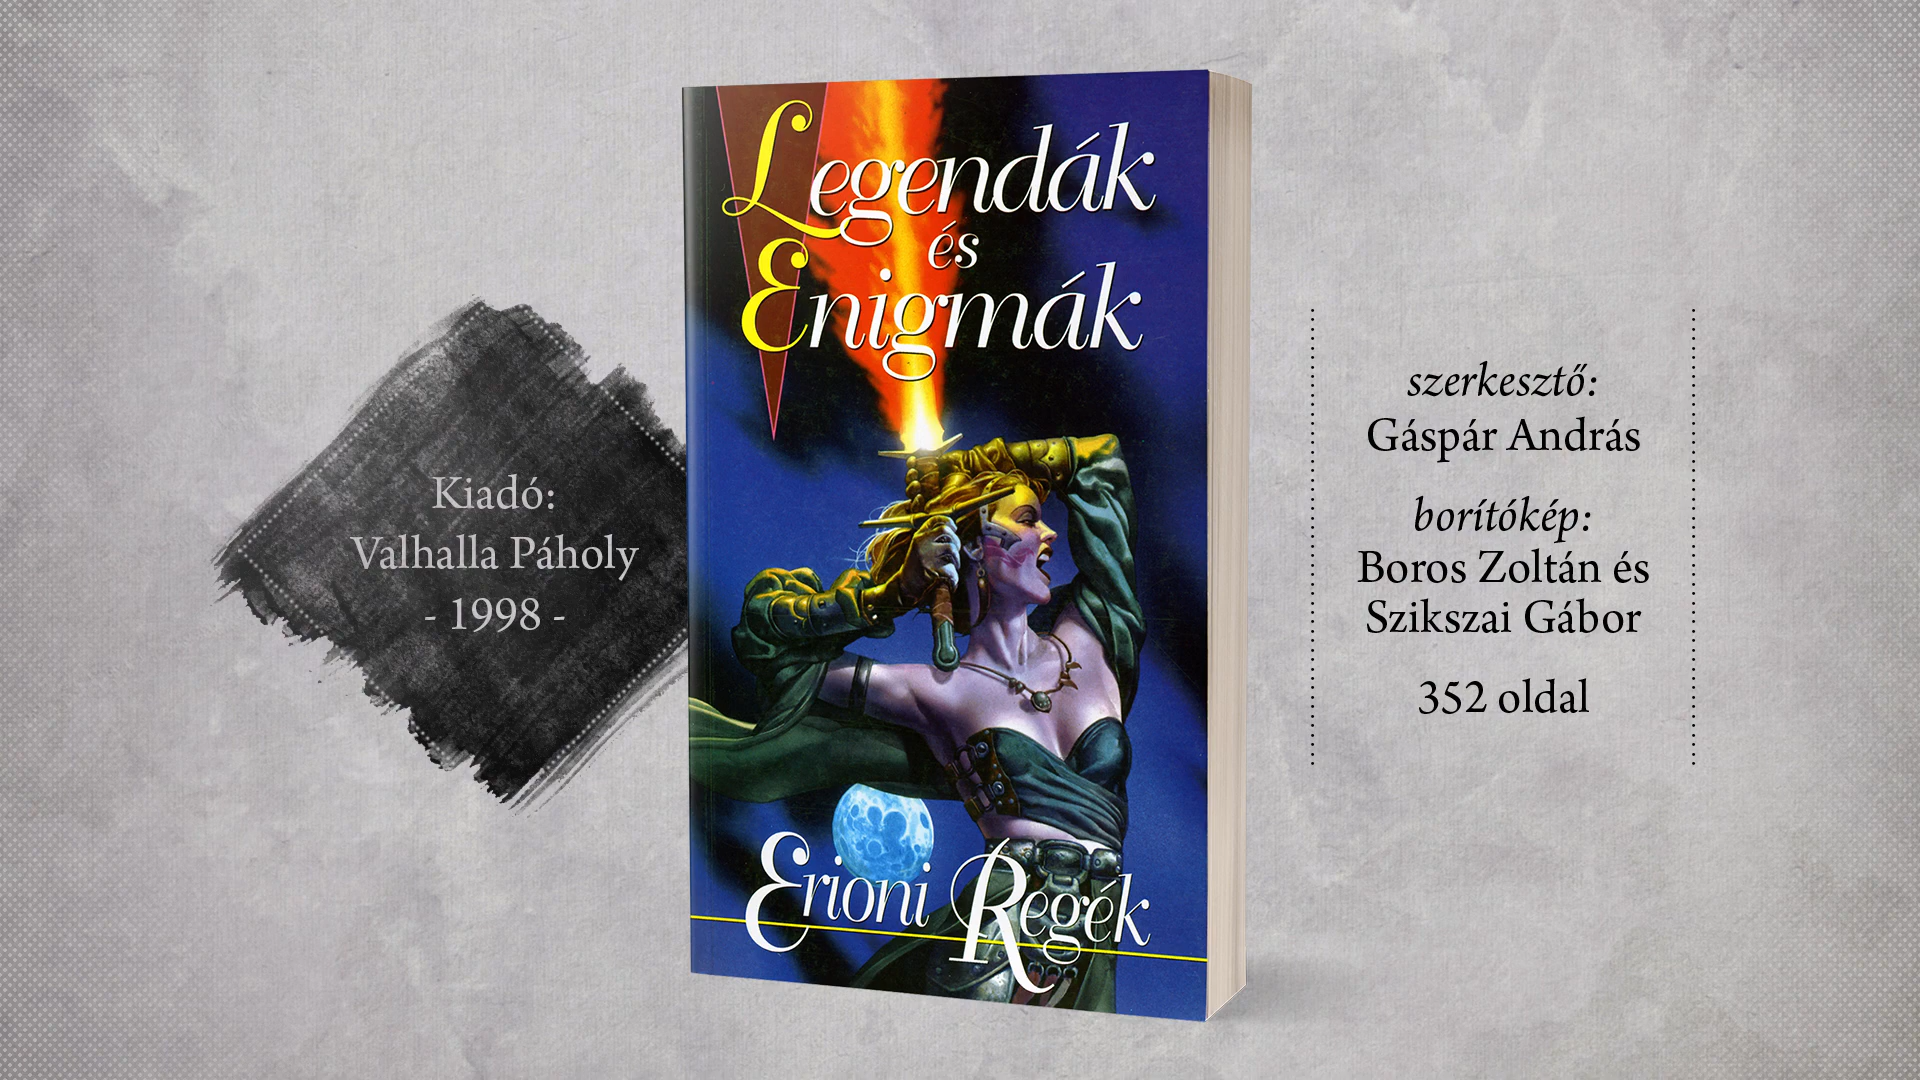 Kiadó:
Valhalla Páholy
- 1998 -
Legendák
és
Enigmák
Erioni Regék
szerkesztő:
Gáspár András
borítókép:
Boros Zoltán és
Szikszai Gábor
352 oldal